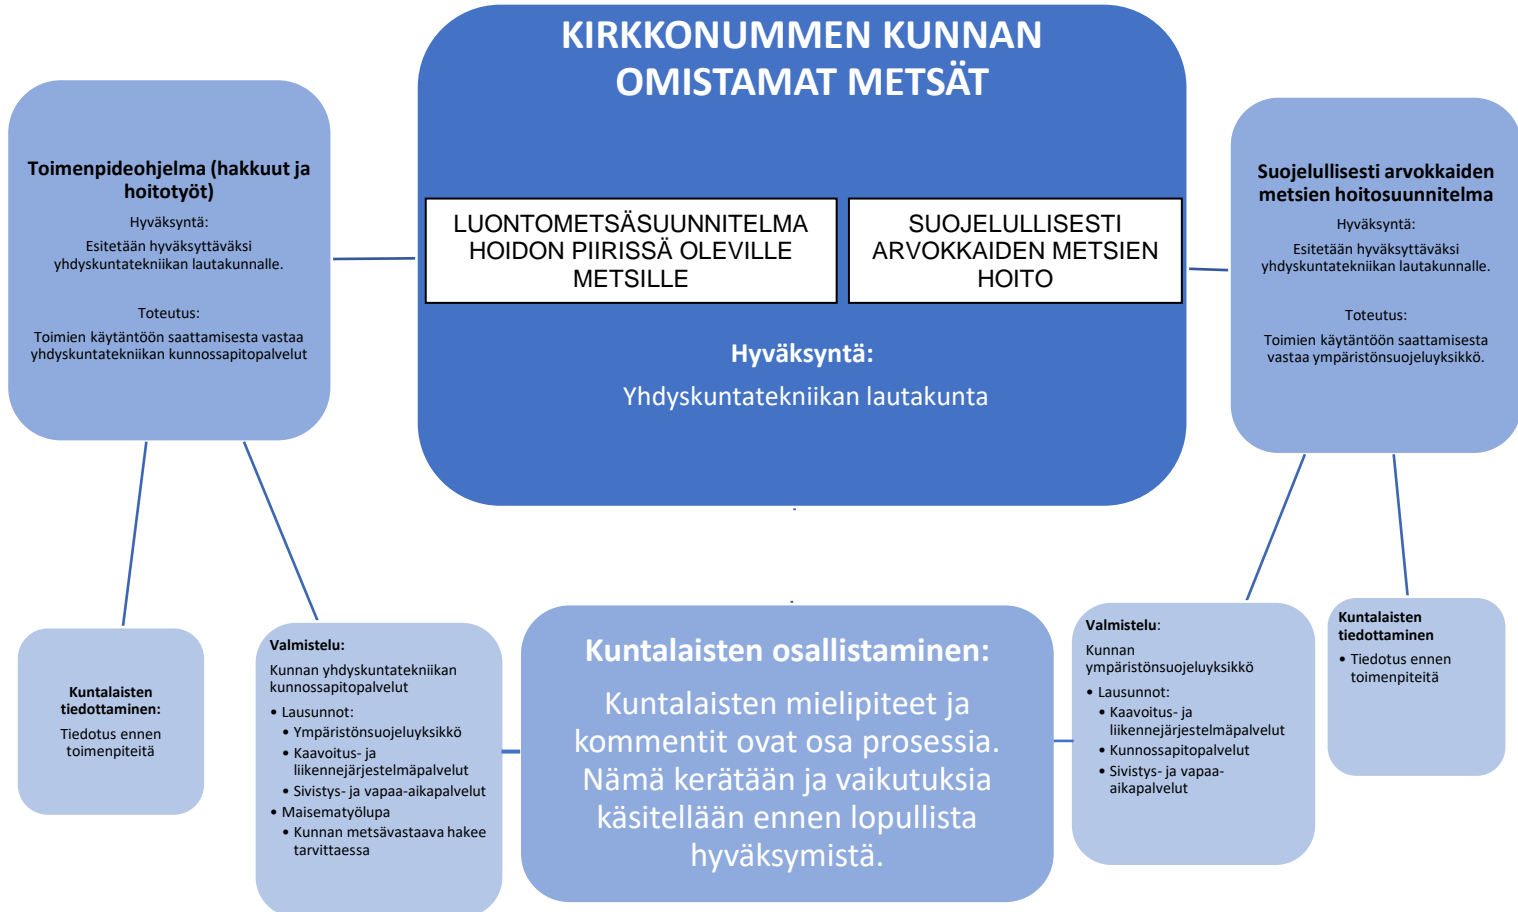 KIRKKONUMMEN KUNNAN
OMISTAMAT METSÄT
LUONTOMETSÄSUUNNITELMA
HOIDON PIIRISSÄ OLEVILLE
METSILLE
SUOJELULLISESTI
ARVOKKAIDEN METSIEN
HOITO
Hyväksyntä:
Yhdyskuntatekniikan lautakunta
Toimenpideohjelma (hakkuut ja
hoitotyöt)
Hyväksyntä:
Esitetään hyväksyttäväksi
yhdyskuntatekniikan lautakunnalle.
Toteutus:
Toimien käytäntöön saattamisesta vastaa
yhdyskuntatekniikan kunnossapitopalvelut
Suojelullisesti arvokkaiden
metsien hoitosuunnitelma
Hyväksyntä:
Esitetään hyväksyttäväksi
yhdyskuntatekniikan lautakunnalle.
Toteutus:
Toimien käytäntöön saattamisesta
vastaa ympäristönsuojeluyksikkö.
Kuntalaisten
tiedottaminen:
Tiedotus ennen
toimenpiteitä
Valmistelu:
Kunnan yhdyskuntatekniikan
kunnossapitopalvelut
• Lausunnot:
• Ympäristönsuojeluyksikkö
• Kaavoitus- ja
liikennejärjestelmäpalvelut
• Sivistys- ja vapaa-aikapalvelut
• Maisematyölupa
• Kunnan metsävastaava hakee
tarvittaessa
Kuntalaisten osallistaminen:
Kuntalaisten mielipiteet ja
kommentit ovat osa prosessia.
Nämä kerätään ja vaikutuksia
käsitellään ennen lopullista
hyväksymistä.
Valmistelu:
Kunnan
ympäristönsuojeluyksikkö
• Lausunnot:
• Kaavoitus- ja
liikennejärjestelmäpalvelut
• Kunnossapitopalvelut
• Sivistys- ja vapaa-
aikapalvelut
Kuntalaisten
tiedottaminen
• Tiedotus ennen
toimenpiteitä